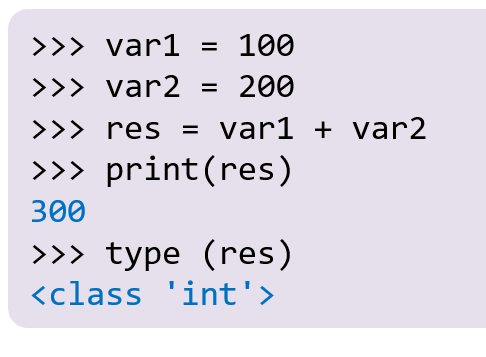 >>> var1 = 100
>>> var2 = 200
>>> res = var1 + var2
>>> print(res)
300
>>> type (res)
<class 'int'>